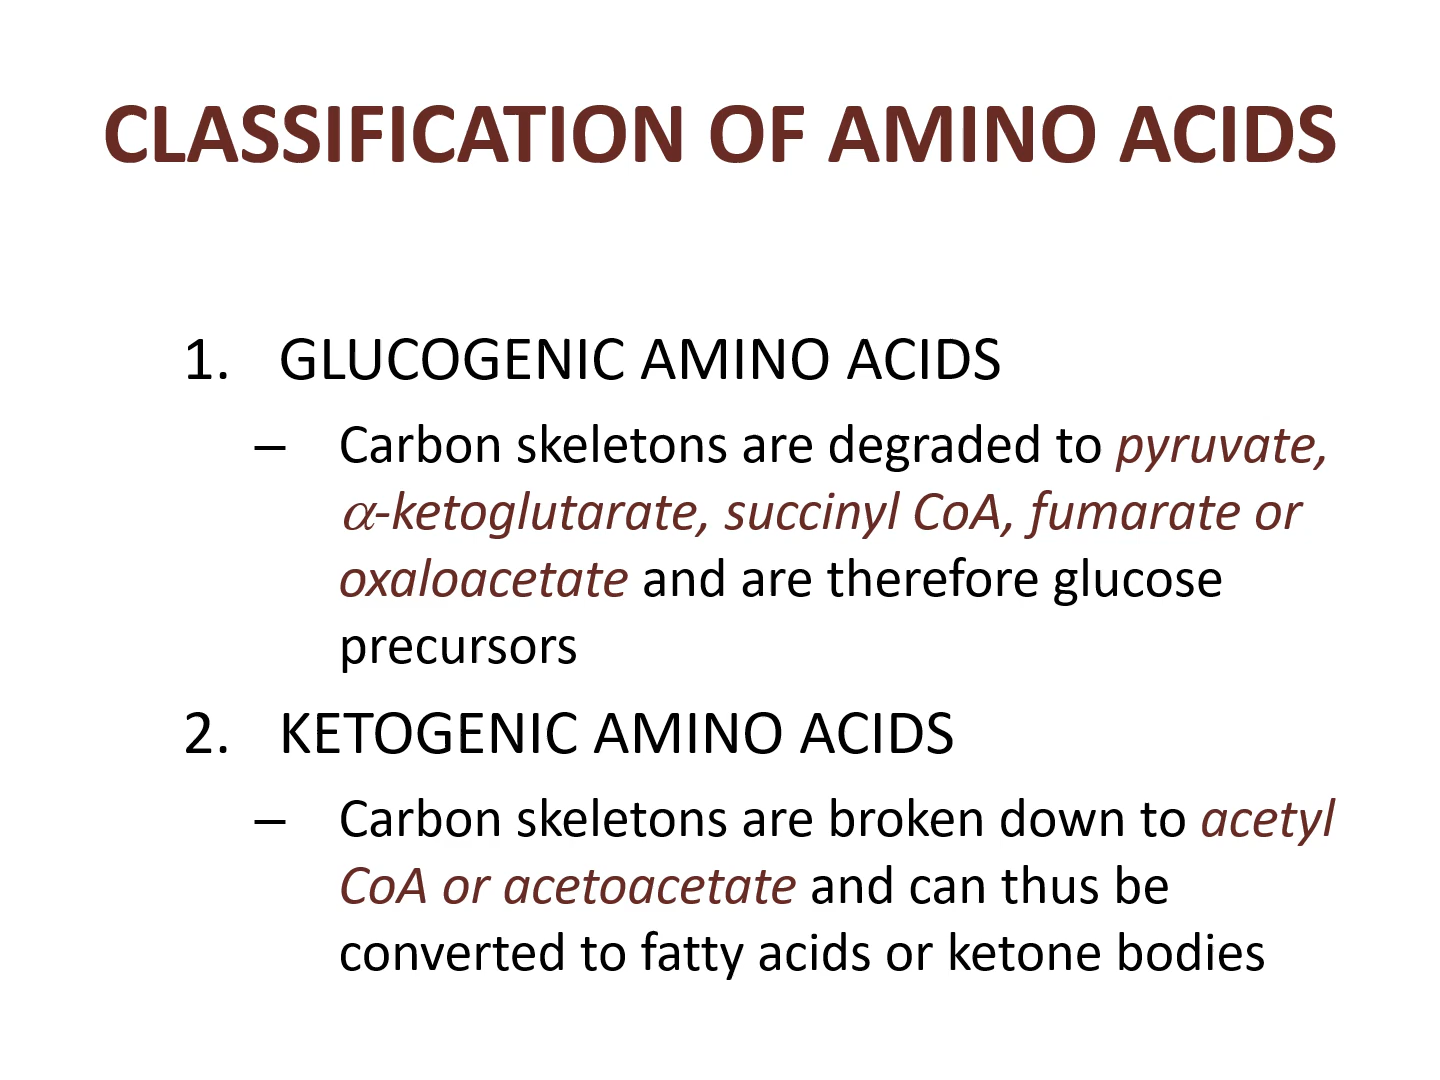 CLASSIFICATION OF AMINO ACIDS
1. GLUCOGENIC AMINO ACIDS
– Carbon skeletons are degraded to pyruvate,
α-ketoglutarate, succinyl CoA, fumarate or
oxaloacetate and are therefore glucose
precursors
2. KETOGENIC AMINO ACIDS
– Carbon skeletons are broken down to acetyl
CoA or acetoacetate and can thus be
converted to fatty acids or ketone bodies